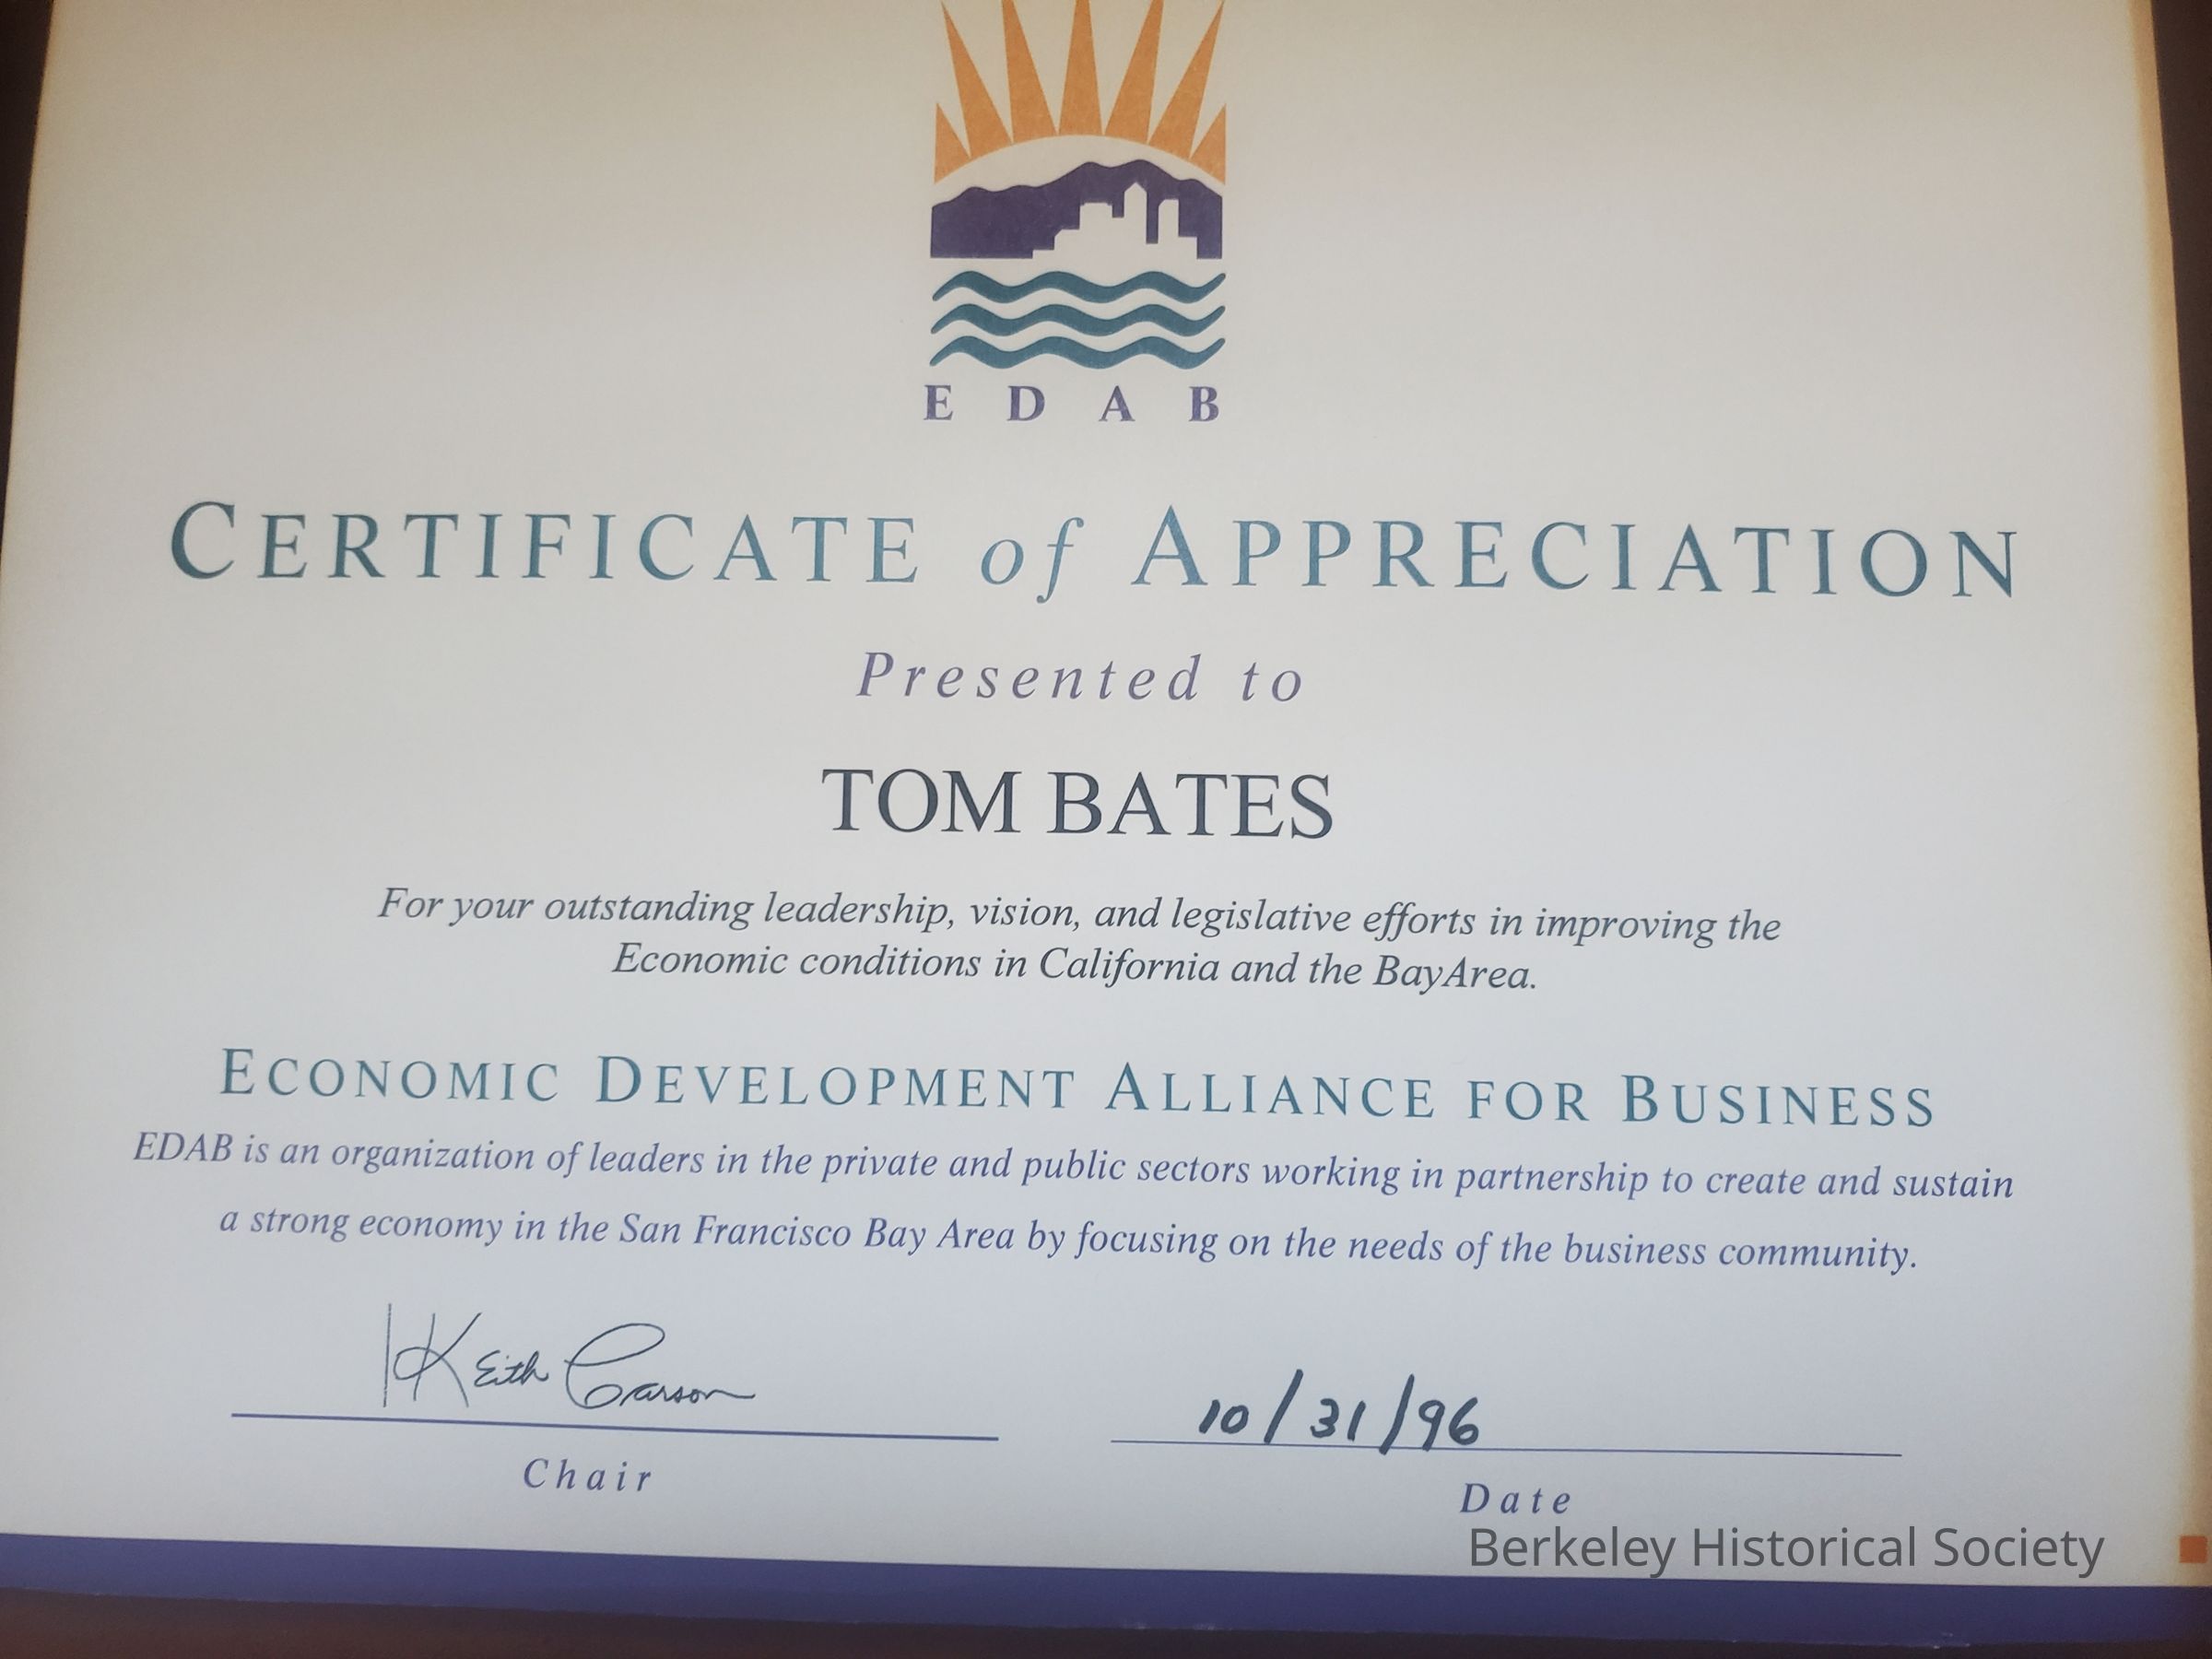 E D A B
CERTIFICATE of APPRECIATION
Presented to
TOM BATES
For your outstanding leadership, vision, and legislative efforts in improving the
Economic conditions in California and the BayArea.
ECONOMIC DEVELOPMENT ALLIANCE FOR BUSINESS
EDAB is an organization of leaders in the private and public sectors working in partnership to create and sustain
a strong economy in the San Francisco Bay Area by focusing on the needs of the business community.
Keith Carson
10/31/96
Chair
Date
Berkeley Historical Society